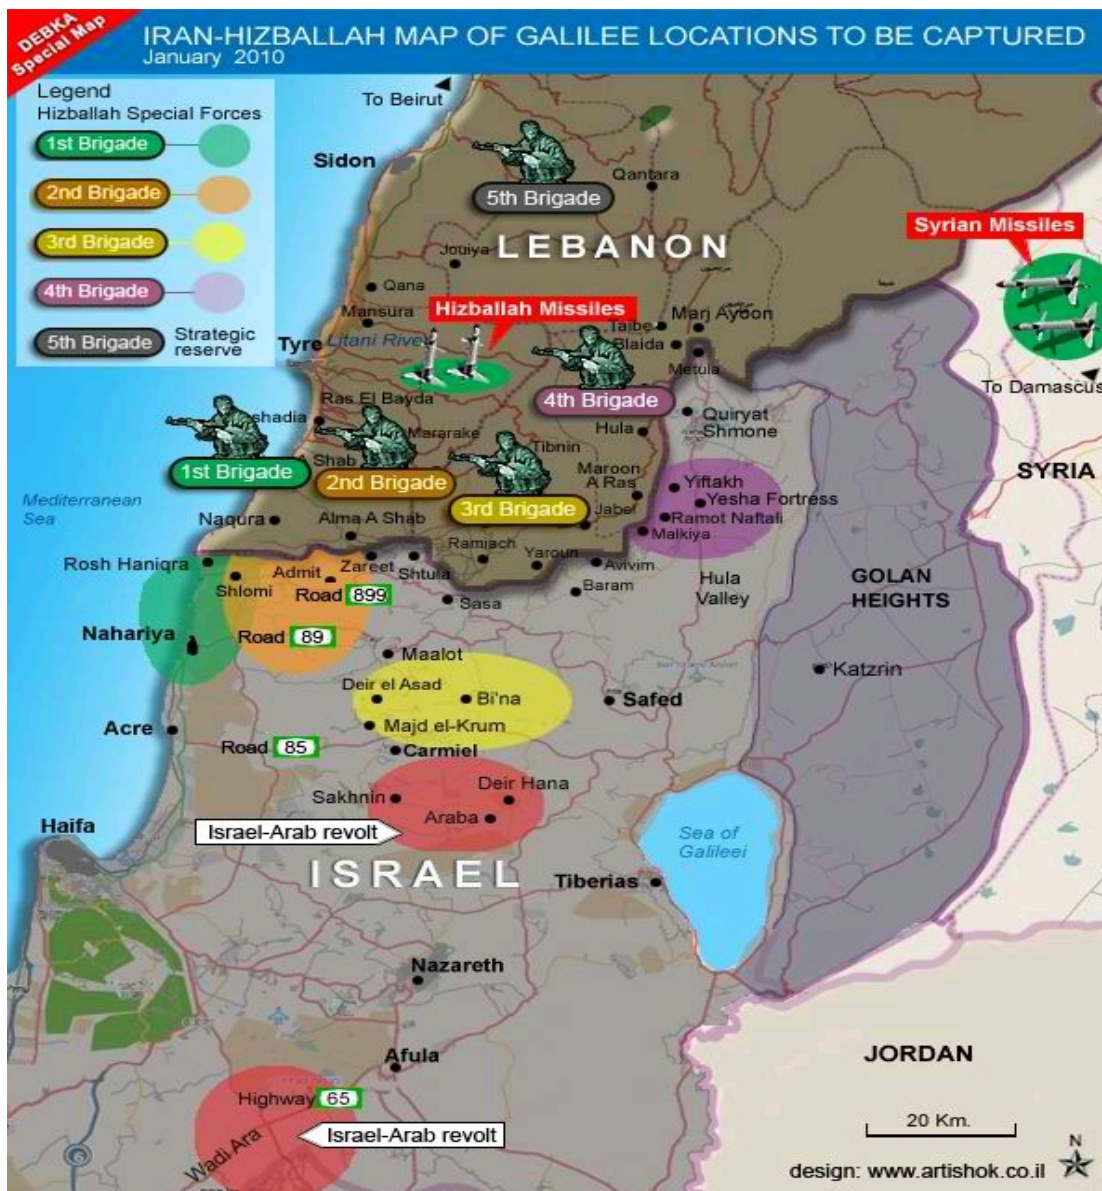 DEBKA
Special Map
IRAN-HIZBALLAH MAP OF GALILEE LOCATIONS TO BE CAPTURED
January 2010
Legend
Hizballah Special Forces
1st Brigade
2nd Brigade
3rd Brigade
4th Brigade
5th Brigade
Strategic
reserve
To Beirut
Sidon
5th Brigade
Qantara
LEBANON
Syrian Missiles
Jouiya
Qana
Mansura
Hizballah Missiles
Marj Ayoon
Taibe
Blaida
Metula
Tyre
Litani River
To Damascus
Ras El Bayda
4th Brigade
Quiryat
Shmone
shadia
Mararake
Hula
Tibnin
SYRIA
Shab
1st Brigade
2nd Brigade
Maroon
A Ras
Yiftakh
Yesha Fortress
Mediterranean
Sea
3rd Brigade
Jabel
Ramot Naftali
Naqura
Alma A Shab
Malkiya
Ramiach
Yaroun
Rosh Haniqra
Zareet
Shtula
Avivim
Admit
Shlomi
Road 899
Baram
Sasa
Hula
Valley
GOLAN
HEIGHTS
Nahariya
Road 89
Maalot
Katzrin
Deir el Asad
Bi'na
Safed
Acre
Majd el-Krum
Road 85
Carmiel
Deir Hana
Sakhnin
Araba
Haifa
Israel-Arab revolt
Sea of
Galileei
ISRAEL
Tiberias
Nazareth
Afula
JORDAN
Highway 65
20 Km.
Israel-Arab revolt
Wadi Ara
6
N
design: www.artishok.co.il